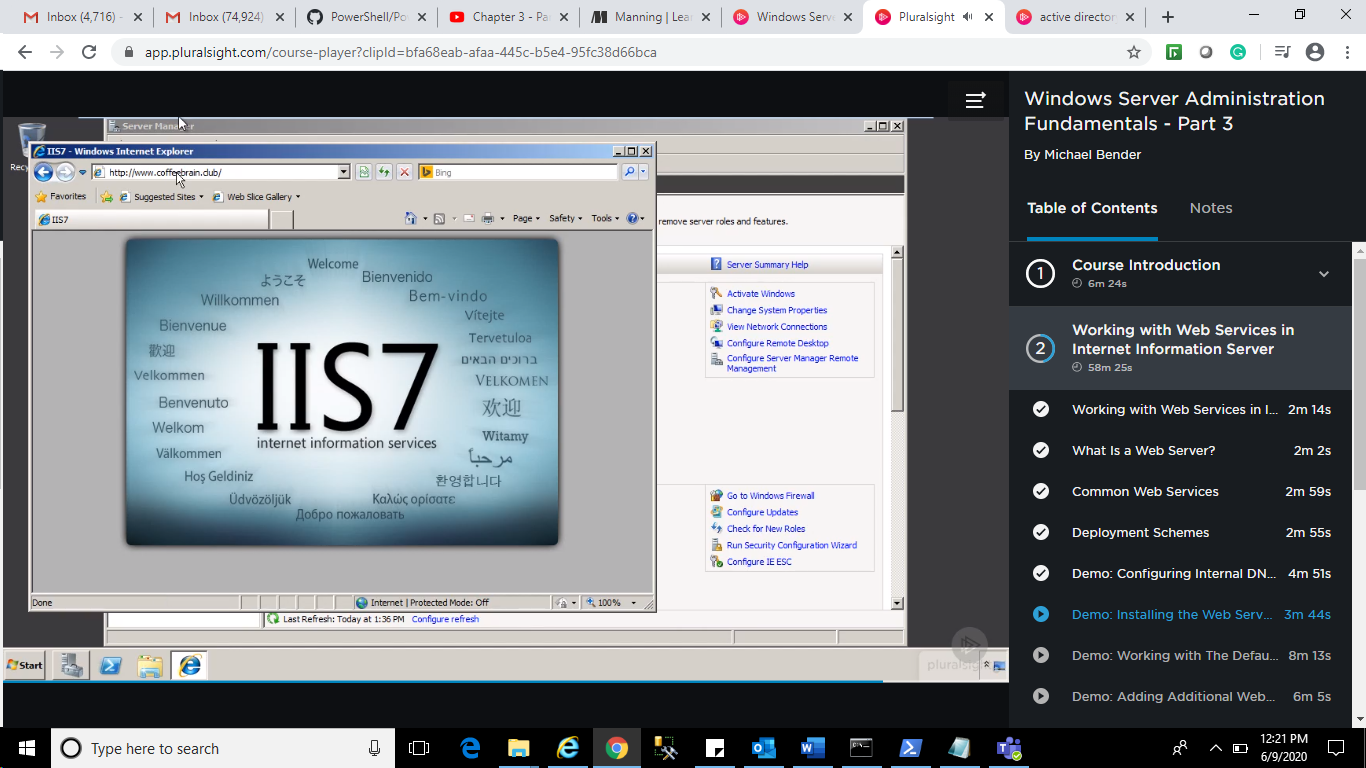 Inbox (4,716) -
Inbox (74,924)
PowerShell/Po
Chapter 3 - Pa
Manning | Lea
Windows Serv
Pluralsight
active director
app.pluralsight.com/course-player?clipId=bfa68eab-afaa-445c-b5e4-95fc38d66bca
Server Manager
Recy
IIS7 - Windows Internet Explorer
http://www.coffeebrain.club/
Bing
Favorites
Suggested Sites
Web Slice Gallery
IIS7
Page
Safety
Tools
remove server roles and features.
Welcome
ようこそ
Bienvenido
Willkommen
Bem-vindo
Bienvenue
Vítejte
歡迎
Tervetuloa
ברוכים הבאים
Velkommen
VELKOMEN
Benvenuto
欢迎
Welkom
Witamy
Välkommen
مرحباً
Hoş Geldiniz
환영합니다
Üdvözöljük
Καλώς ορίσατε
Добро пожаловать
IIS7
internet information services
Server Summary Help
Activate Windows
Change System Properties
View Network Connections
Configure Remote Desktop
Configure Server Manager Remote
Management
Go to Windows Firewall
Configure Updates
Check for New Roles
Run Security Configuration Wizard
Configure IE ESC
Done
Internet | Protected Mode: Off
100%
Last Refresh: Today at 1:36 PM
Configure refresh
Start
pluralsig
Windows Server Administration
Fundamentals - Part 3
By Michael Bender
Table of Contents
Notes
1
Course Introduction
6m 24s
2
Working with Web Services in
Internet Information Server
58m 25s
Working with Web Services in I... 2m 14s
What Is a Web Server? 2m 2s
Common Web Services 2m 59s
Deployment Schemes 2m 55s
Demo: Configuring Internal DN... 4m 51s
Demo: Installing the Web Serv... 3m 44s
Demo: Working with The Defau... 8m 13s
Demo: Adding Additional Web... 6m 5s
Type here to search
12:21 PM
6/9/2020